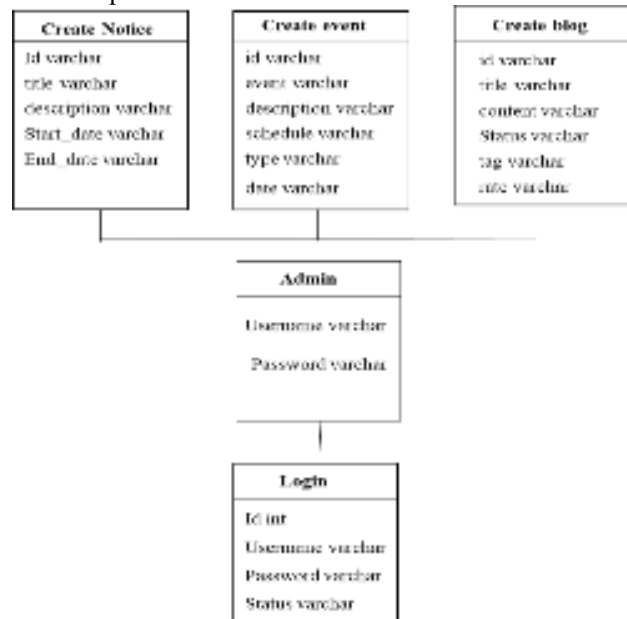 Create Notice
Id varchar
title varchar
description varchar
Start_date varchar
End_date varchar
Create event
id varchar
event varchar
description varchar
schedule varchar
type varchar
date varchar
Create blog
id varchar
title varchar
content varchar
Status varchar
tag varchar
varchar
Admin
Username varchar
Password varchar
Login
Id int
Username varchar
Password varchar
Status varchar